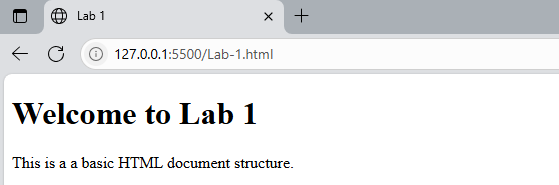 Lab 1
127.0.0.1:5500/Lab-1.html
Welcome to Lab 1
This is a a basic HTML document structure.